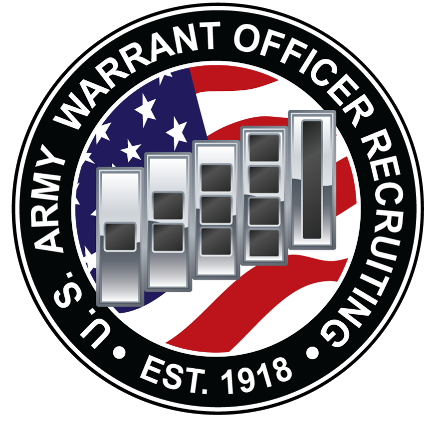 U.S. ARMY WARRANT OFFICER RECRUITING
EST. 1918